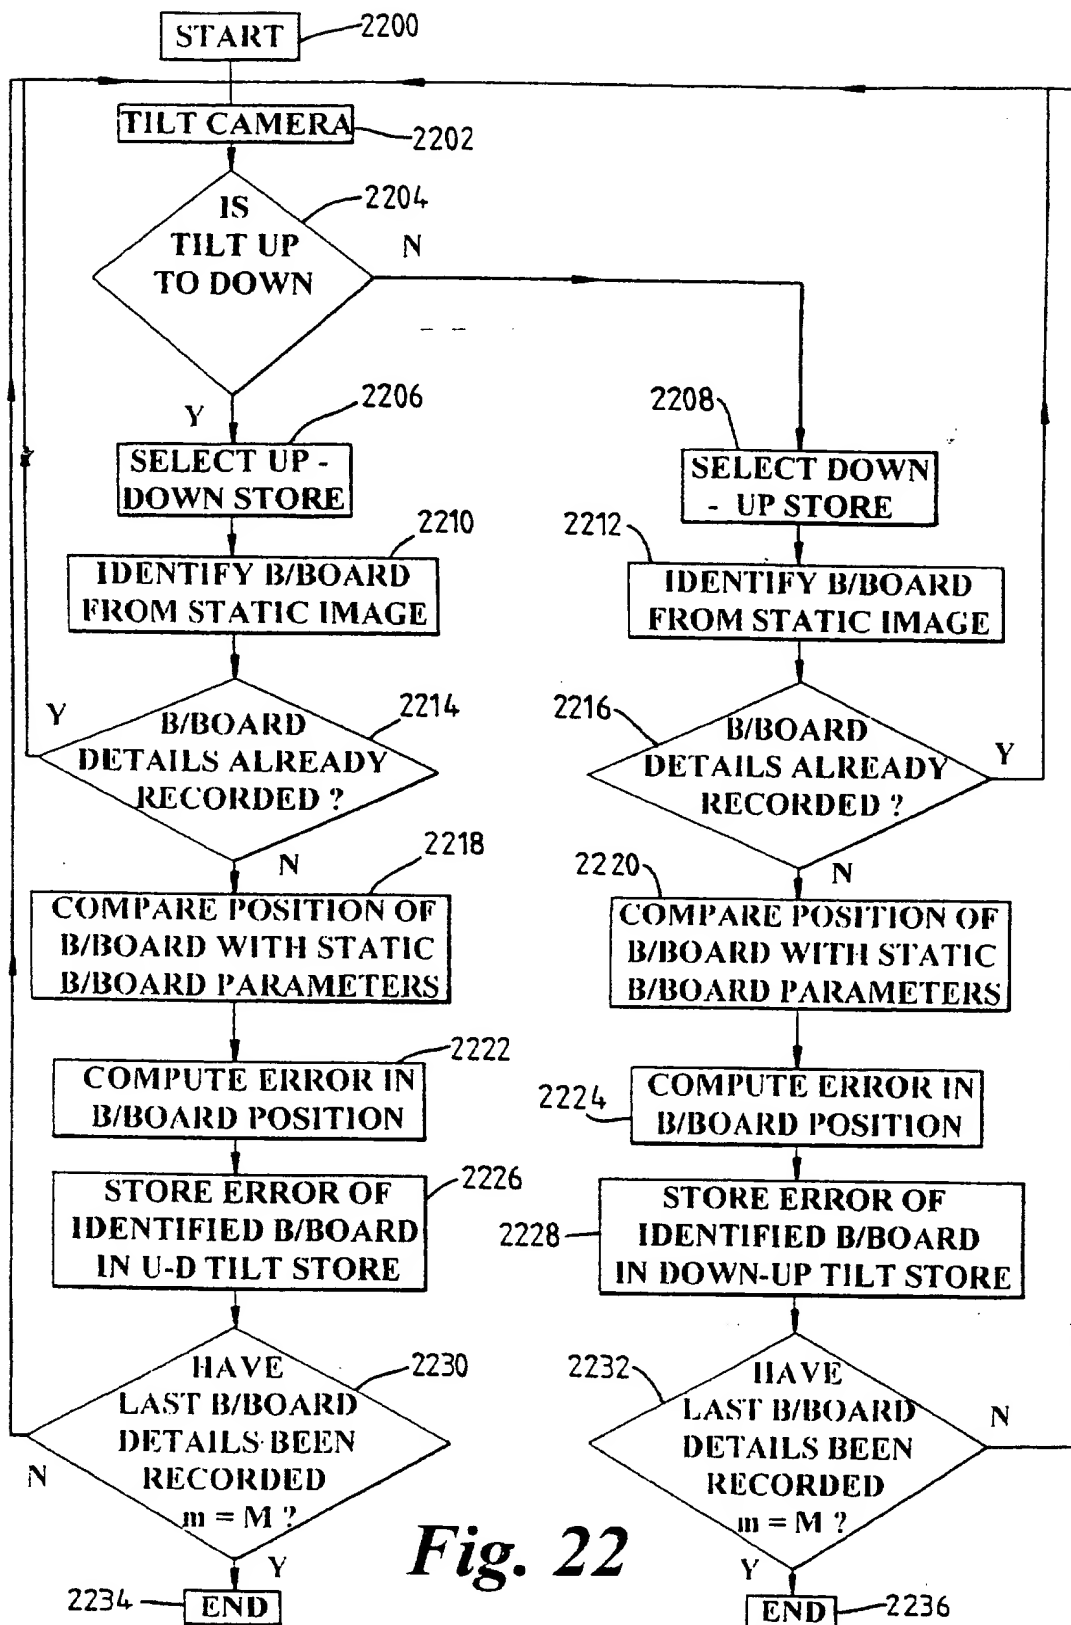 START
2200
TILT CAMERA
2202
IS
TILT UP
TO DOWN
2204
N
Y
2206
SELECT UP -
DOWN STORE
2208
SELECT DOWN
- UP STORE
2210
IDENTIFY B/BOARD
FROM STATIC IMAGE
2212
IDENTIFY B/BOARD
FROM STATIC IMAGE
Y
2214
B/BOARD
DETAILS ALREADY
RECORDED ?
N
2216
B/BOARD
DETAILS ALREADY
RECORDED ?
Y
N
2218
COMPARE POSITION OF
B/BOARD WITH STATIC
B/BOARD PARAMETERS
2220
COMPARE POSITION OF
B/BOARD WITH STATIC
B/BOARD PARAMETERS
2222
COMPUTE ERROR IN
B/BOARD POSITION
2224
COMPUTE ERROR IN
B/BOARD POSITION
2226
STORE ERROR OF
IDENTIFIED B/BOARD
IN U-D TILT STORE
2228
STORE ERROR OF
IDENTIFIED B/BOARD
IN DOWN-UP TILT STORE
2230
HAVE
LAST B/BOARD
DETAILS BEEN
RECORDED
m = M ?
N
Y
2232
HAVE
LAST B/BOARD
DETAILS BEEN
RECORDED
m = M ?
N
Y
Fig. 22
2234
END
END
2236